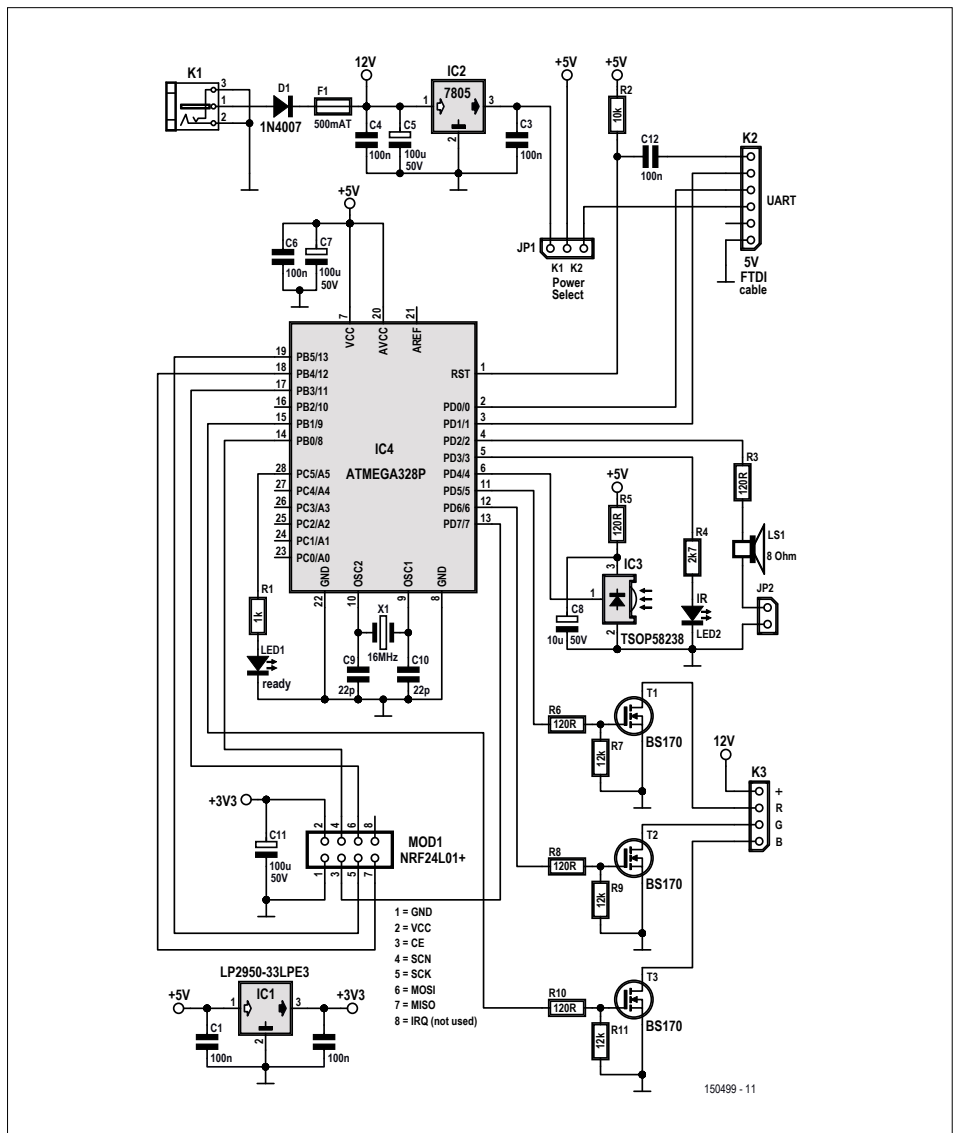 K1
3
1
2
D1
1N4007
F1
500mAT
12V
C4
100n
C5
100u
50V
IC2
7805
1
3
2
C3
100n
+5V
+5V
R2
10k
C12
100n
K2
UART
5V
FTDI
cable
JP1
K1 K2
Power
Select
+5V
C6
100n
C7
100u
50V
7
20
21
VCC
AVCC
AREF
19
PB5/13
18
PB4/12
17
PB3/11
16
PB2/10
15
PB1/9
14
PB0/8
28
PC5/A5
27
PC4/A4
26
PC3/A3
25
PC2/A2
24
PC1/A1
23
PC0/A0
IC4
ATMEGA328P
RST
1
PD0/0
2
PD1/1
3
PD2/2
4
PD3/3
5
PD4/4
6
PD5/5
11
PD6/6
12
PD7/7
13
GND
OSC2
OSC1
GND
22
10
9
8
R1
1k
LED1
ready
X1
16MHz
C9
22p
C10
22p
+5V
R5
120R
IC3
3
1
2
TSOP58238
C8
10u
50V
R4
2k7
IR
LED2
R3
120R
LS1
8 Ohm
JP2
R6
120R
R7
12k
T1
BS170
R8
120R
R9
12k
T2
BS170
R10
120R
R11
12k
T3
BS170
12V
K3
+
R
G
B
+3V3
C11
100u
50V
2
4
6
8
1
3
5
7
MOD1
NRF24L01+
1 = GND
2 = VCC
3 = CE
4 = SCN
5 = SCK
6 = MOSI
7 = MISO
8 = IRQ (not used)
LP2950-33LPE3
+5V
1
IC1
3
+3V3
2
C1
100n
100n
150499 - 11